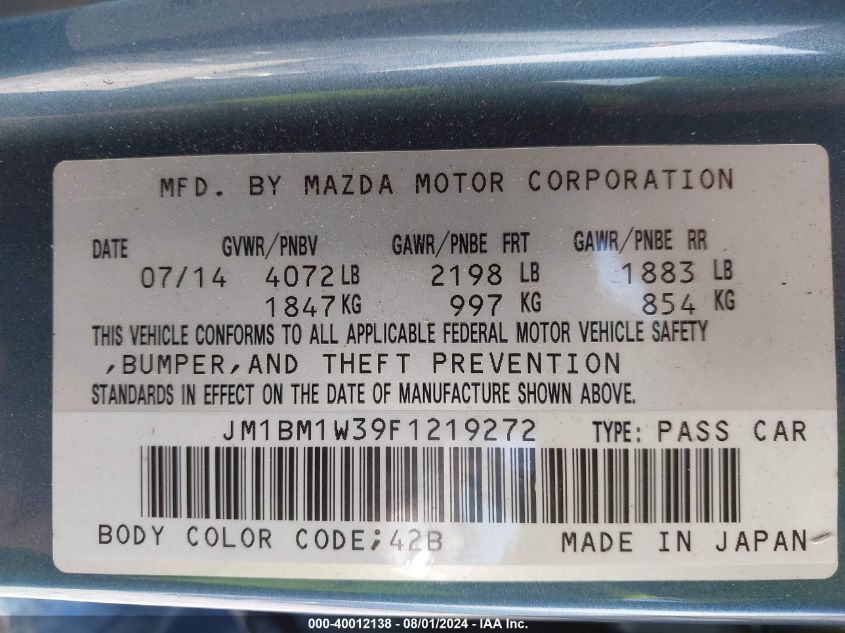 MFD. BY MAZDA MOTOR CORPORATION
DATE GVWR/PNBV GAWR/PNBE FRT GAWR/PNBE RR
07/14 4072 LB 2198 LB 1883 LB
1847 KG 997 KG 854 KG
THIS VEHICLE CONFORMS TO ALL APPLICABLE FEDERAL MOTOR VEHICLE SAFETY
,BUMPER,AND THEFT PREVENTION
STANDARDS IN EFFECT ON THE DATE OF MANUFACTURE SHOWN ABOVE.
JM1BM1W39F1219272 TYPE: PASS CAR
BODY COLOR CODE;42B MADE IN JAPAN
000-40012138 - 08/01/2024 - IAA Inc.